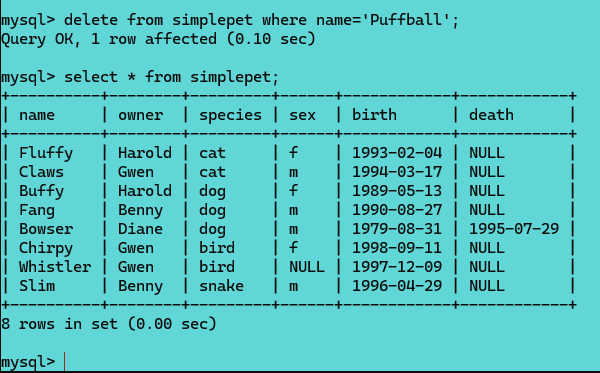 mysql> delete from simplepet where name='Puffball';
Query OK, 1 row affected (0.10 sec)

mysql> select * from simplepet;
+----------+--------+---------+------+------------+------------+
| name     | owner  | species | sex  | birth      | death      |
+----------+--------+---------+------+------------+------------+
| Fluffy   | Harold | cat     | f    | 1993-02-04 | NULL       |
| Claws    | Gwen   | cat     | m    | 1994-03-17 | NULL       |
| Buffy    | Harold | dog     | f    | 1989-05-13 | NULL       |
| Fang     | Benny  | dog     | m    | 1990-08-27 | NULL       |
| Bowser   | Diane  | dog     | m    | 1979-08-31 | 1995-07-29 |
| Chirpy   | Gwen   | bird    | f    | 1998-09-11 | NULL       |
| Whistler | Gwen   | bird    | NULL | 1997-12-09 | NULL       |
| Slim     | Benny  | snake   | m    | 1996-04-29 | NULL       |
+----------+--------+---------+------+------------+------------+
8 rows in set (0.00 sec)

mysql>